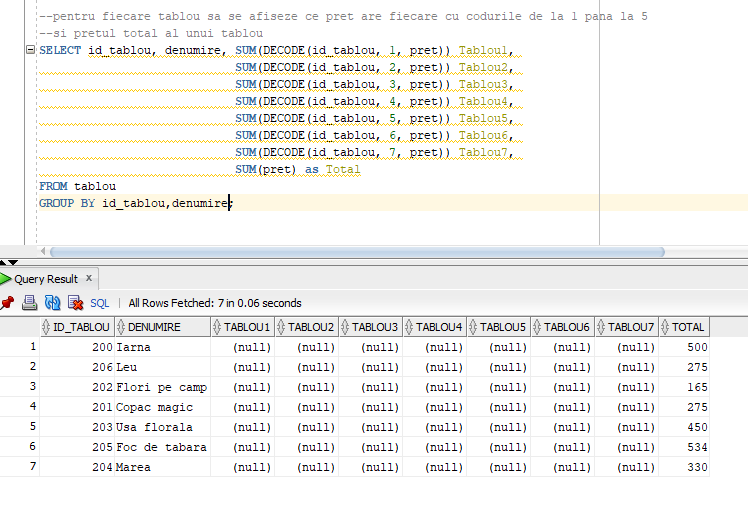 --pentru fiecare tablou sa se afiseze ce pret are fiecare cu codurile de la 1 pana la 5
--si pretul total al unui tablou
SELECT id_tablou, denumire, SUM(DECODE(id_tablou, 1, pret)) Tablou1,
SUM(DECODE(id_tablou, 2, pret)) Tablou2,
SUM(DECODE(id_tablou, 3, pret)) Tablou3,
SUM(DECODE(id_tablou, 4, pret)) Tablou4,
SUM(DECODE(id_tablou, 5, pret)) Tablou5,
SUM(DECODE(id_tablou, 6, pret)) Tablou6,
SUM(DECODE(id_tablou, 7, pret)) Tablou7,
SUM(pret) as Total
FROM tablou
GROUP BY id_tablou,denumire;
Query Result x
SQL | All Rows Fetched: 7 in 0.06 seconds
ID_TABLOU DENUMIRE TABLOU1 TABLOU2 TABLOU3 TABLOU4 TABLOU5 TABLOU6 TABLOU7 TOTAL
1 200 Iarna (null) (null) (null) (null) (null) (null) (null) 500
2 206 Leu (null) (null) (null) (null) (null) (null) (null) 275
3 202 Flori pe camp (null) (null) (null) (null) (null) (null) (null) 165
4 201 Copac magic (null) (null) (null) (null) (null) (null) (null) 275
5 203 Usa florala (null) (null) (null) (null) (null) (null) (null) 450
6 205 Foc de tabara (null) (null) (null) (null) (null) (null) (null) 534
7 204 Marea (null) (null) (null) (null) (null) (null) (null) 330